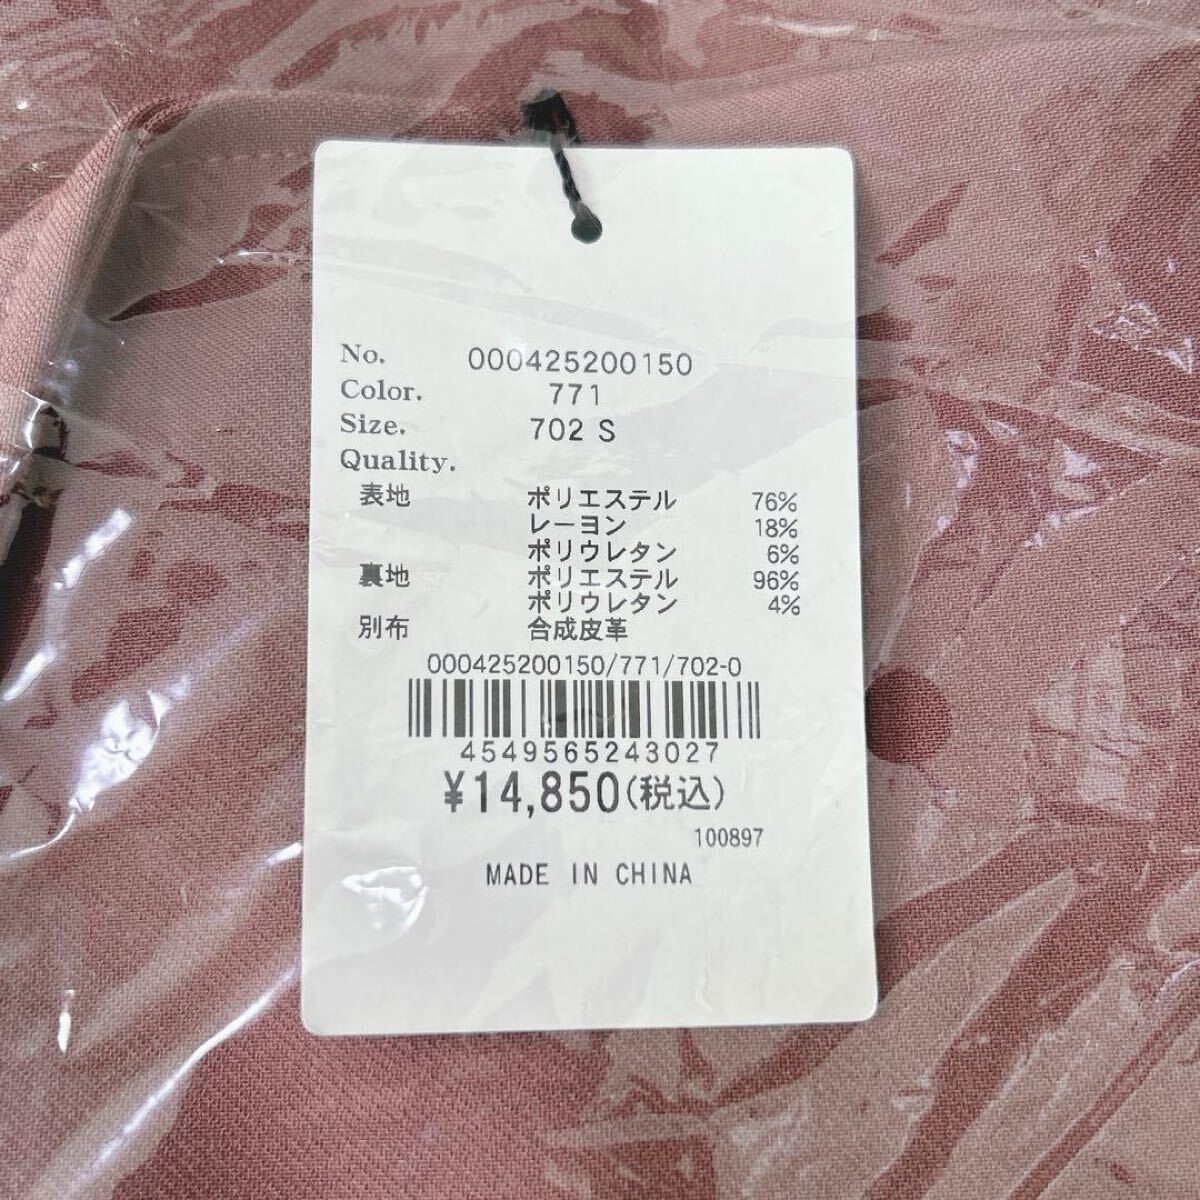 No. 000425200150
Color. 771
Size. 702 S
Quality.
表地 ポリエステル 76%
レーヨン 18%
ポリウレタン 6%
裏地 ポリエステル 96%
ポリウレタン 4%
別布 合成皮革
000425200150/771/702-0
4549565243027
¥14,850(税込)
100897
MADE IN CHINA